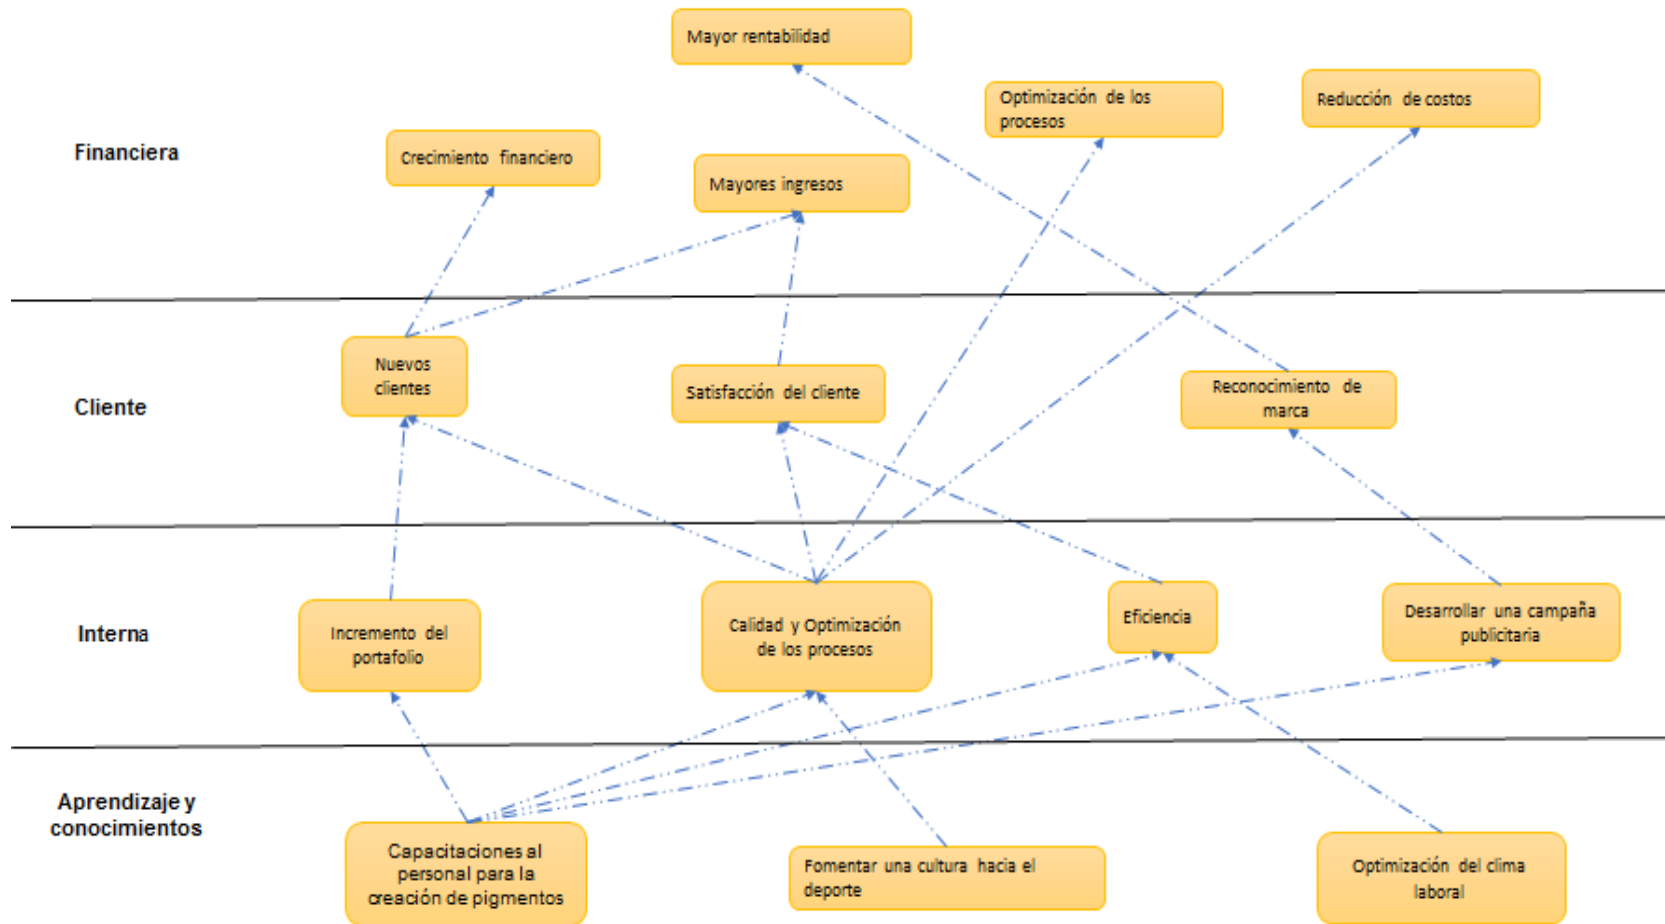 Mayor rentabilidad
Optimización de los
procesos
Reducción de costos
Financiera
Crecimiento financiero
Mayores ingresos
Nuevos
clientes
Cliente
Satisfacción del cliente
Reconocimiento de
marca
Interna
Incremento del
portafolio
Calidad y Optimización
de los procesos
Eficiencia
Desarrollar una campaña
publicitaria
Aprendizaje y
conocimientos
Capacitaciones al
personal para la
creación de pigmentos
Fomentar una cultura hacia el
deporte
Optimización del clima
laboral